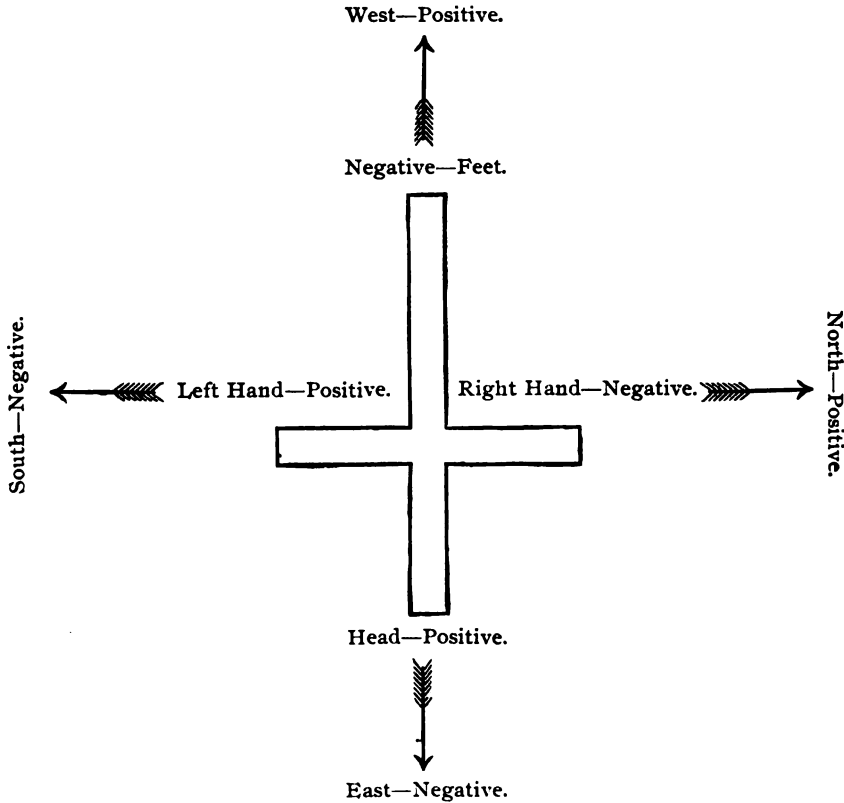 West—Positive.
Negative—Feet.
South—Negative.
Left Hand—Positive.
Right Hand—Negative.
North—Positive.
Head—Positive.
East—Negative.